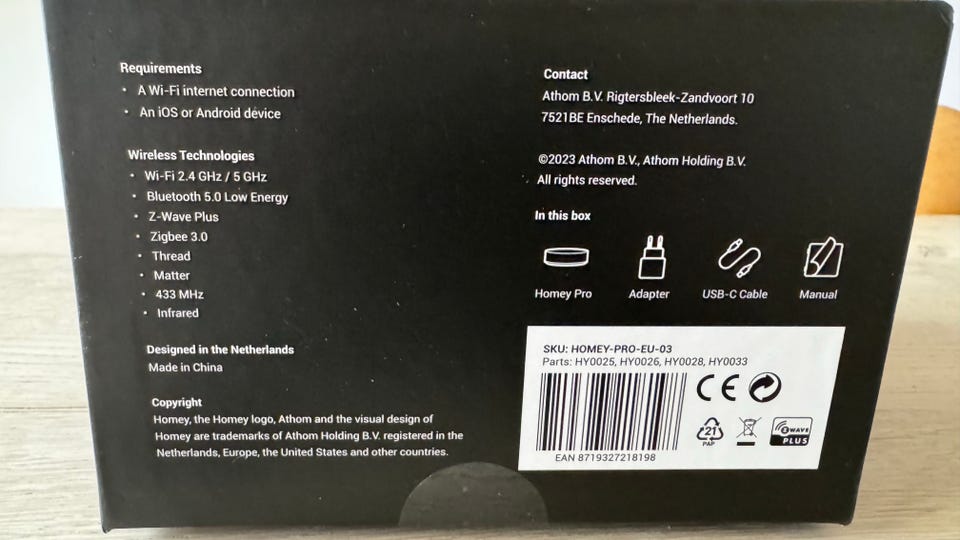 Requirements
• A Wi-Fi internet connection
• An iOS or Android device
Wireless Technologies
• Wi-Fi 2.4 GHz / 5 GHz
• Bluetooth 5.0 Low Energy
• Z-Wave Plus
• Zigbee 3.0
• Thread
• Matter
• 433 MHz
• Infrared
Designed in the Netherlands
Made in China
Copyright
Homey, the Homey logo, Athom and the visual design of
Homey are trademarks of Athom Holding B.V. registered in the
Netherlands, Europe, the United States and other countries.
Contact
Athom B.V. Rigtersbleek-Zandvoort 10
7521BE Enschede, The Netherlands.
©2023 Athom B.V., Athom Holding B.V.
All rights reserved.
In this box
Homey Pro
Adapter
USB-C Cable
Manual
SKU: HOMEY-PRO-EU-03
Parts: HY0025, HY0026, HY0028, HY0033
EAN 8719327218198
CE
21
PAP
Z WAVE
PLUS